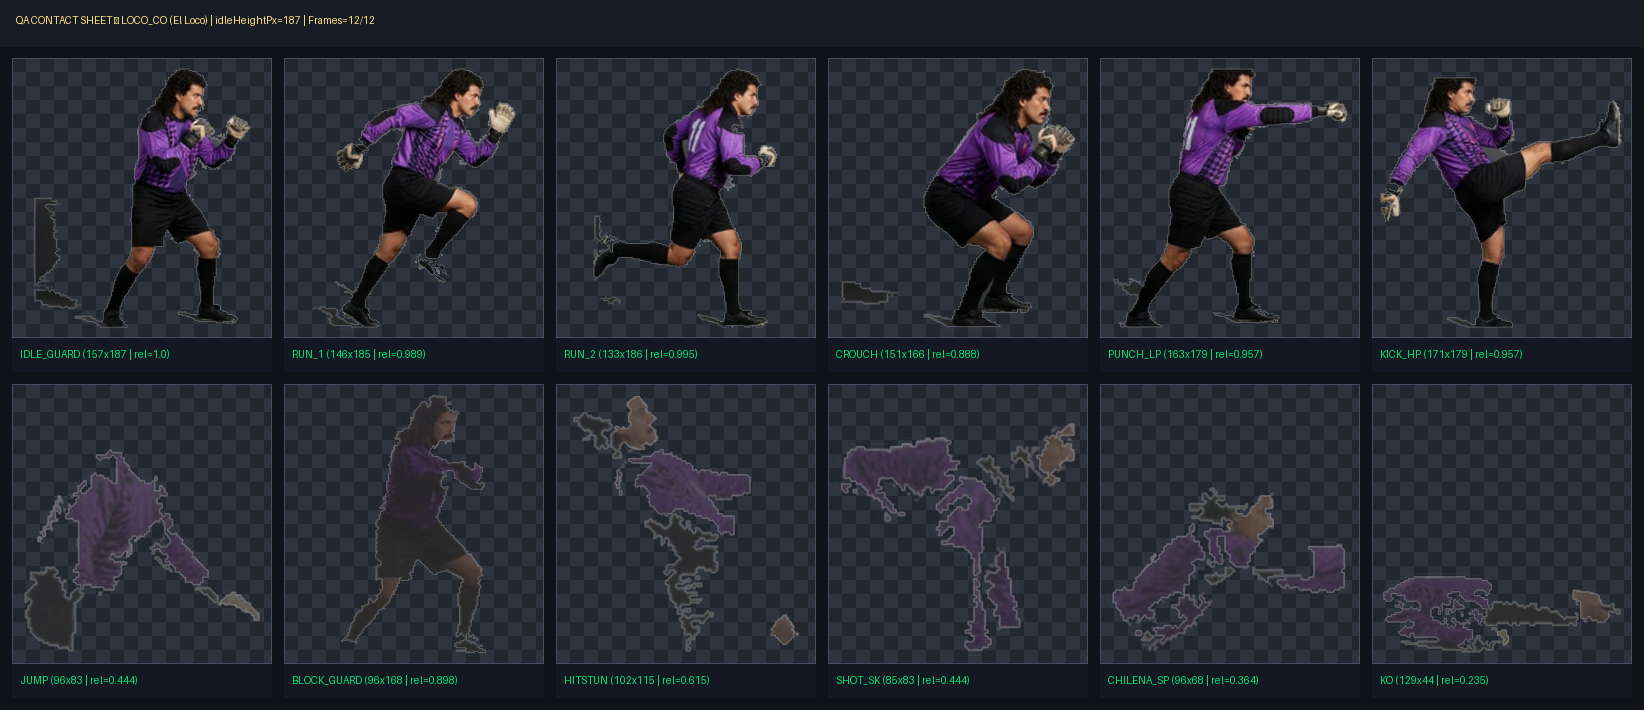 QA CONTACT SHEET▯LOCO_CO (El Loco) | idleHeightPx=187 | Frames=12/12
11
11
IDLE_GUARD (157x187 | rel=1.0)
RUN_1 (146x185 | rel=0.989)
RUN_2 (133x186 | rel=0.995)
CROUCH (151x166 | rel=0.888)
PUNCH_LP (163x179 | rel=0.957)
KICK_HP (171x179 | rel=0.957)
JUMP (96x83 | rel=0.444)
BLOCK_GUARD (96x168 | rel=0.898)
HITSTUN (102x115 | rel=0.615)
SHOT_SK (85x83 | rel=0.444)
CHILENA_SP (96x68 | rel=0.364)
KO (129x44 | rel=0.235)